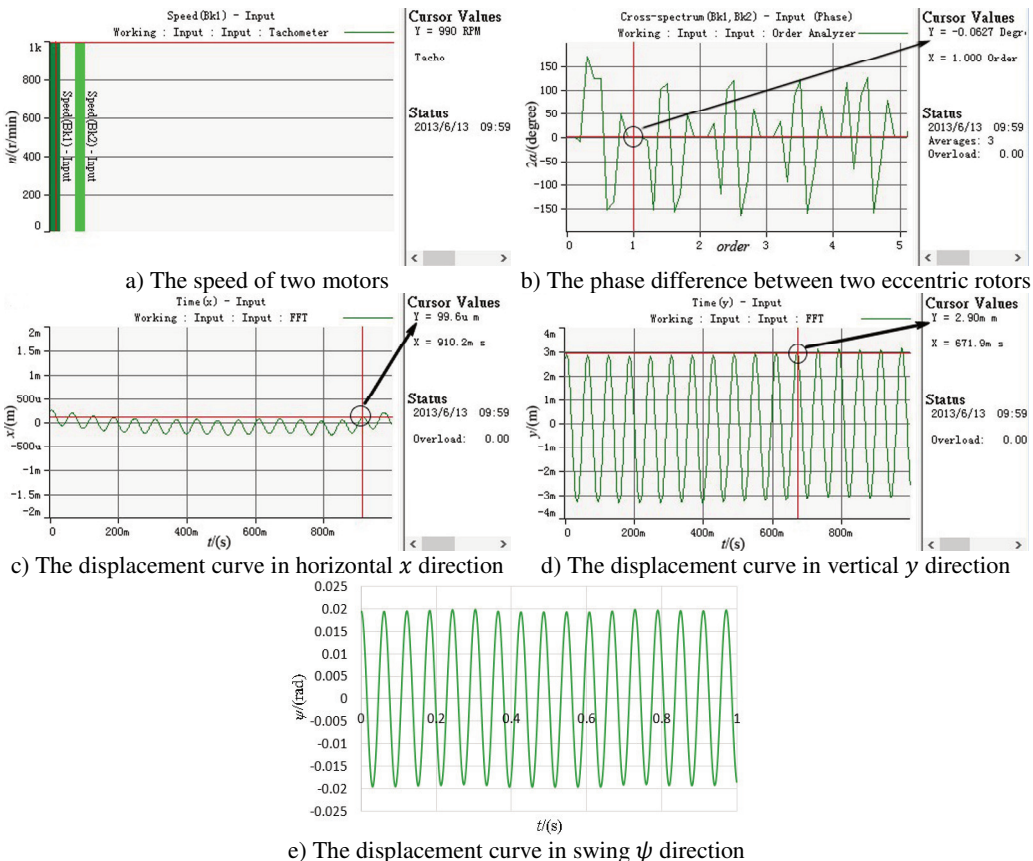 Speed(Bk1) - Input
Working : Input : Input : Tachometer
1k
800
600
400
200
0
n/(r/min)
Speed(Bk1) - Input
Speed(Bk2) - Input
Cursor Values
Y = 990 RPM
Tacho
Status
2013/6/13 09:59
a) The speed of two motors
Cross-spectrum(Bk1,Bk2) - Input (Phase)
Working : Input : Input : Order Analyzer
150
100
50
0
-50
-100
-150
2α/(degree)
0 1 2 3 4 5
order
Cursor Values
Y = -0.0627 Degr
X = 1.000 Order
Status
2013/6/13 09:59
Averages: 3
Overload: 0.00
b) The phase difference between two eccentric rotors
Time(x) - Input
Working : Input : Input : FFT
2m
1.5m
1m
500u
0
-500u
-1m
-1.5m
-2m
x/(m)
0 200m 400m 600m 800m
t/(s)
Cursor Values
Y = 99.6u m
X = 910.2m s
Status
2013/6/13 09:59
Overload: 0.00
c) The displacement curve in horizontal x direction
Time(y) - Input
Working : Input : Input : FFT
4m
3m
2m
1m
0
-1m
-2m
-3m
-4m
y/(m)
0 200m 400m 600m 800m
t/(s)
Cursor Values
Y = 2.90m m
X = 671.9m s
Status
2013/6/13 09:59
Overload: 0.00
d) The displacement curve in vertical y direction
0.025
0.02
0.015
0.01
0.005
0
-0.005
-0.01
-0.015
-0.02
-0.025
ψ/(rad)
0 0.2 0.4 0.6 0.8 1
t/(s)
e) The displacement curve in swing ψ direction